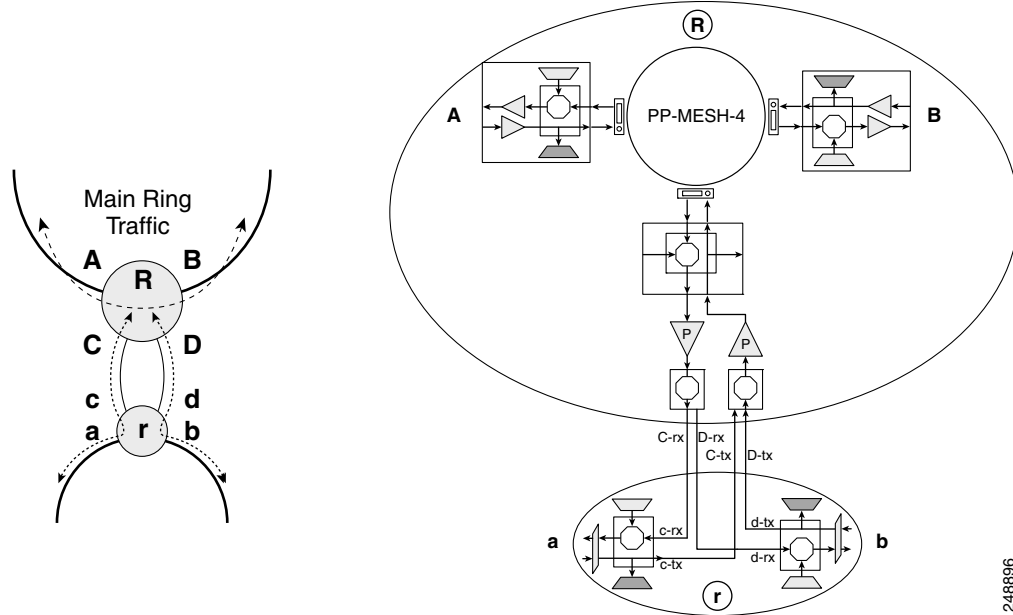 Main Ring
Traffic
A
B
R
C
D
c
d
a
r
b
R
A
PP-MESH-4
B
P
P
C-rx
D-rx
C-tx
D-tx
a
c-rx
c-tx
d-tx
d-rx
b
r
248896